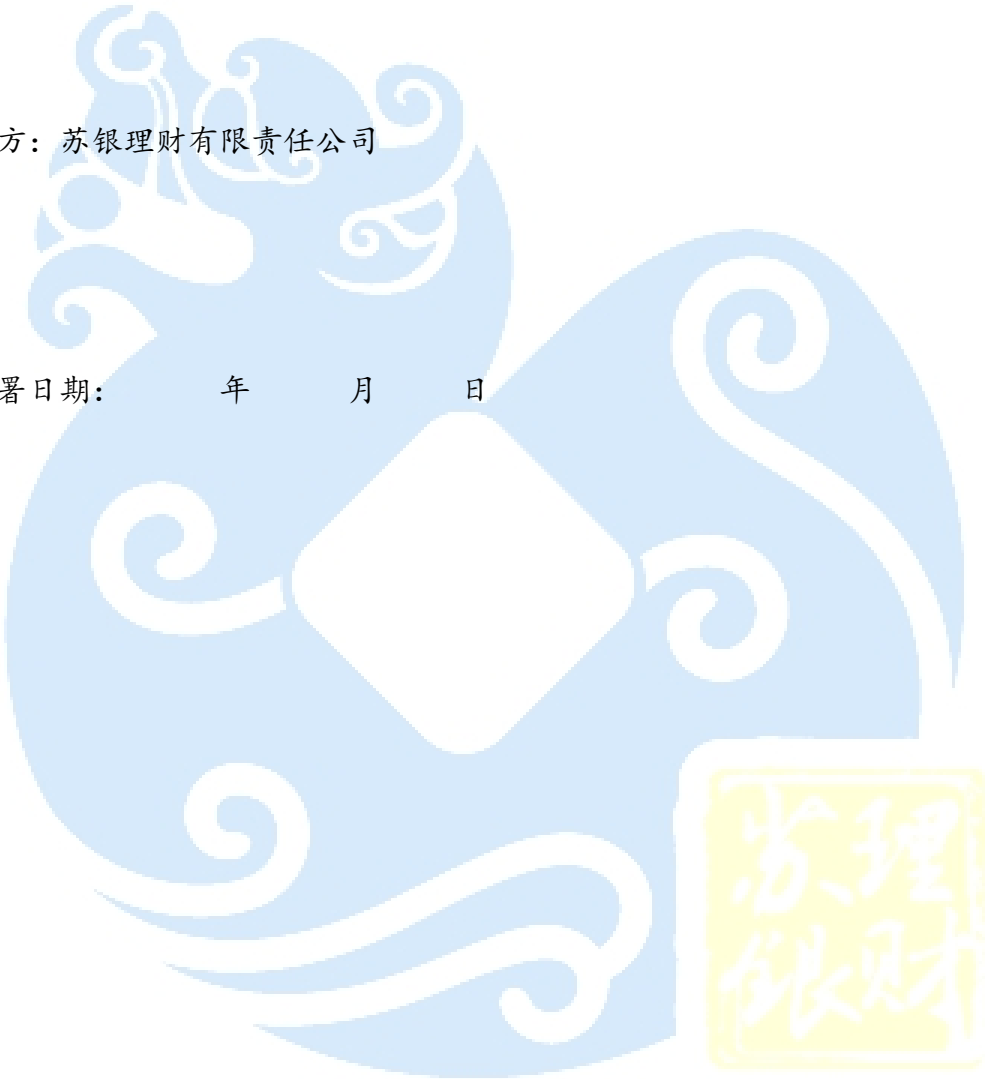 方：苏银理财有限责任公司
署日期： 年 月 日
苏理
银财